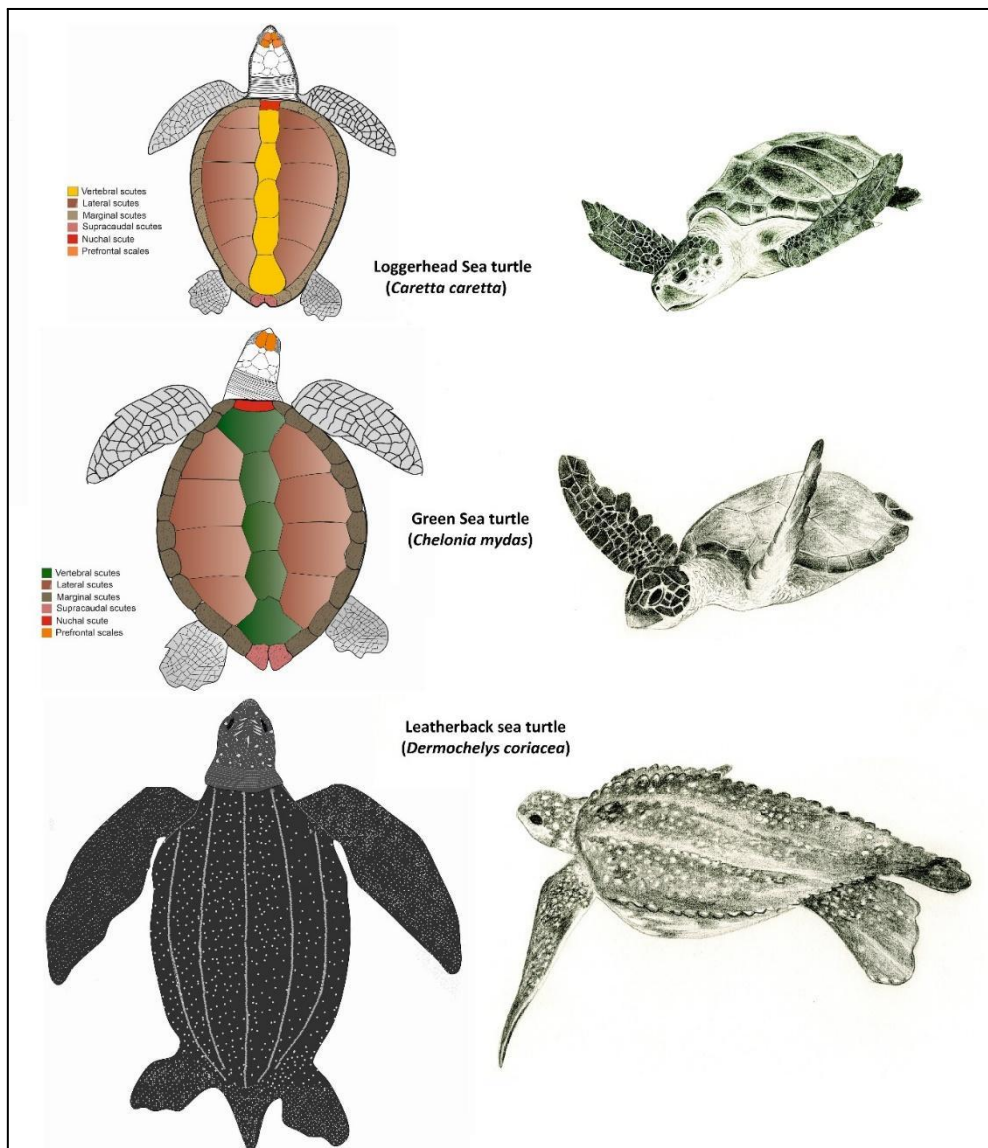 Vertebral scutes
Lateral scutes
Marginal scutes
Supracaudal scutes
Nuchal scute
Prefrontal scales
Loggerhead Sea turtle
(Caretta caretta)
Green Sea turtle
(Chelonia mydas)
Vertebral scutes
Lateral scutes
Marginal scutes
Supracaudal scutes
Nuchal scute
Prefrontal scales
Leatherback sea turtle
(Dermochelys coriacea)